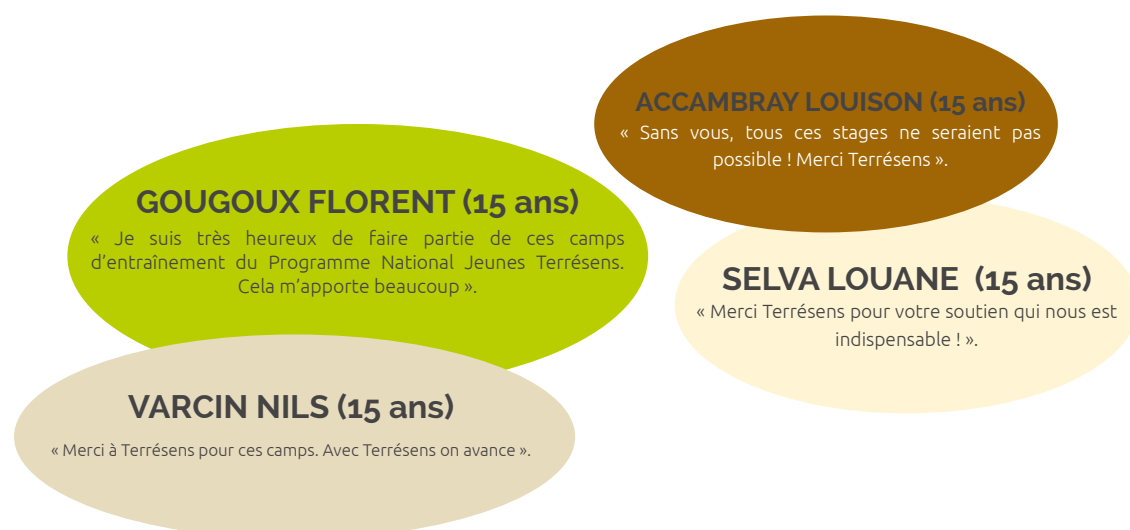 ACCAMBRAY LOUISON (15 ans)
« Sans vous, tous ces stages ne seraient pas
possible ! Merci Terrésens ».
GOUGOUX FLORENT (15 ans)
« Je suis très heureux de faire partie de ces camps
d’entraînement du Programme National Jeunes Terrésens.
Cela m’apporte beaucoup ».
SELVA LOUANE (15 ans)
« Merci Terrésens pour votre soutien qui nous est
indispensable ! ».
VARCIN NILS (15 ans)
« Merci à Terrésens pour ces camps. Avec Terrésens on avance ».